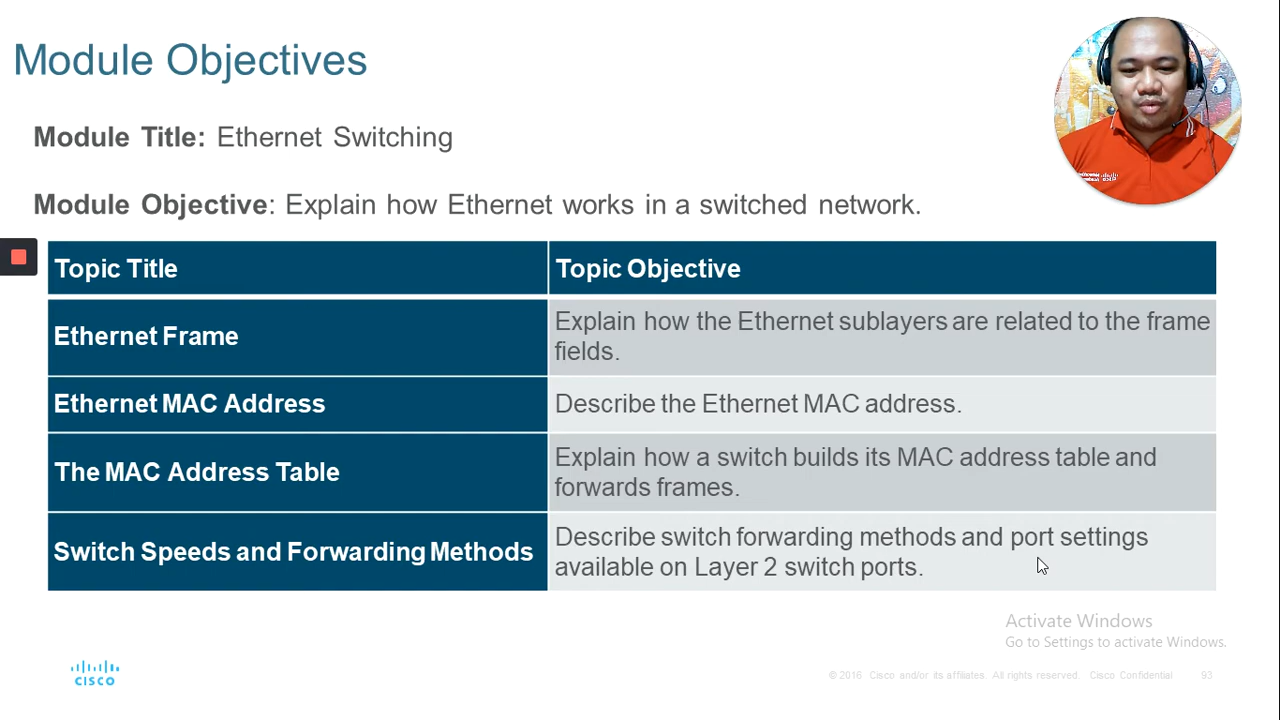 Module Objectives
Module Title: Ethernet Switching
Module Objective: Explain how Ethernet works in a switched network.
Topic Title
Topic Objective
Ethernet Frame
Explain how the Ethernet sublayers are related to the frame
fields.
Ethernet MAC Address
Describe the Ethernet MAC address.
The MAC Address Table
Explain how a switch builds its MAC address table and
forwards frames.
Switch Speeds and Forwarding Methods
Describe switch forwarding methods and port settings
available on Layer 2 switch ports.
Activate Windows
Go to Settings to activate Windows.
CISCO
© 2016 Cisco and/or its affiliates. All rights reserved. Cisco Confidential
93